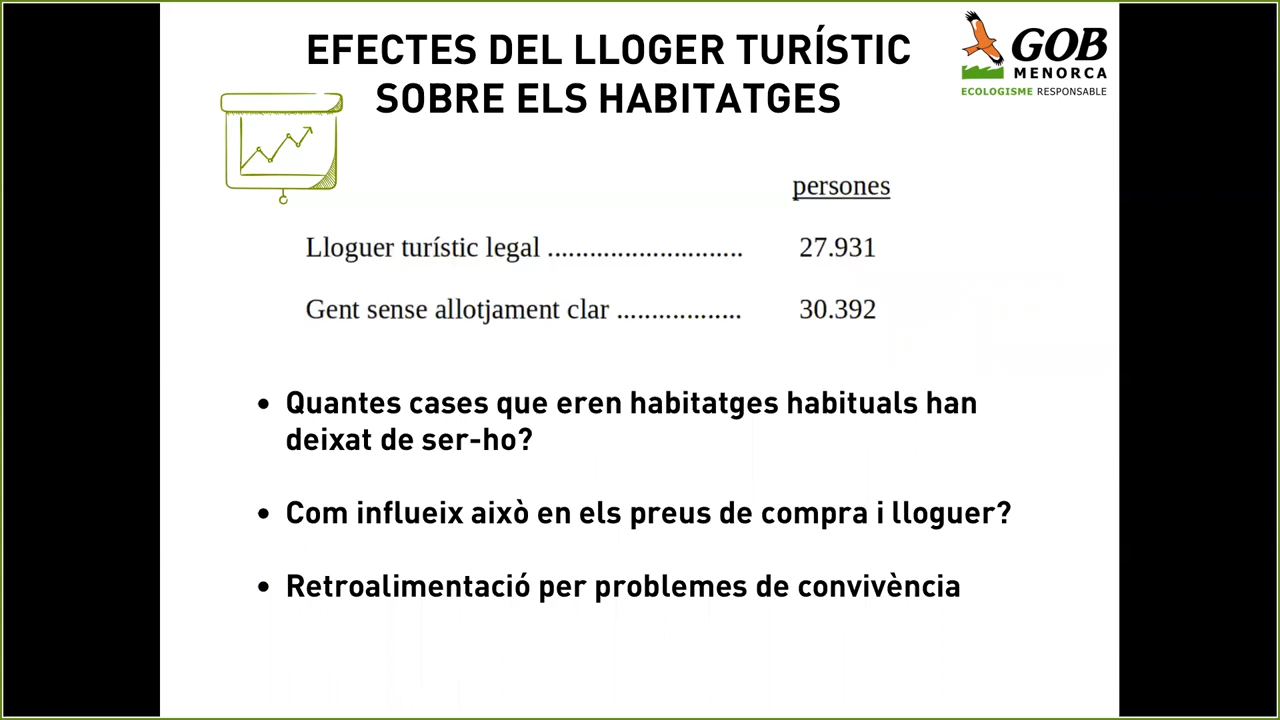 EFECTES DEL LLOGER TURÍSTIC
SOBRE ELS HABITATGES
GOB
MENORCA
ECOLOGISME RESPONSABLE
persones
Lloguer turístic legal ............................ 27.931
Gent sense allotjament clar .................. 30.392
• Quantes cases que eren habitatges habituals han
deixat de ser-ho?
• Com influeix això en els preus de compra i lloguer?
• Retroalimentació per problemes de convivència